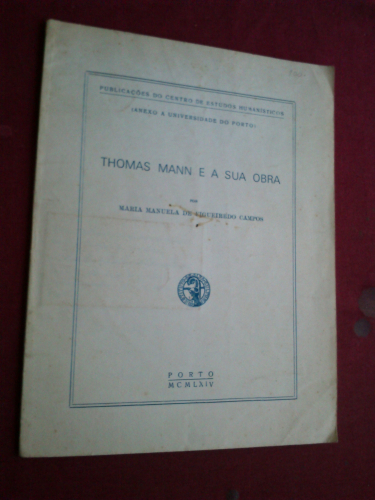 PUBLICAÇÕES DO CENTRO DE ESTUDOS HUMANÍSTICOS
(ANEXO À UNIVERSIDADE DO PORTO)
THOMAS MANN E A SUA OBRA
POR
MARIA MANUELA DE FIGUEIREDO CAMPOS
PORTO
MCMLXIV